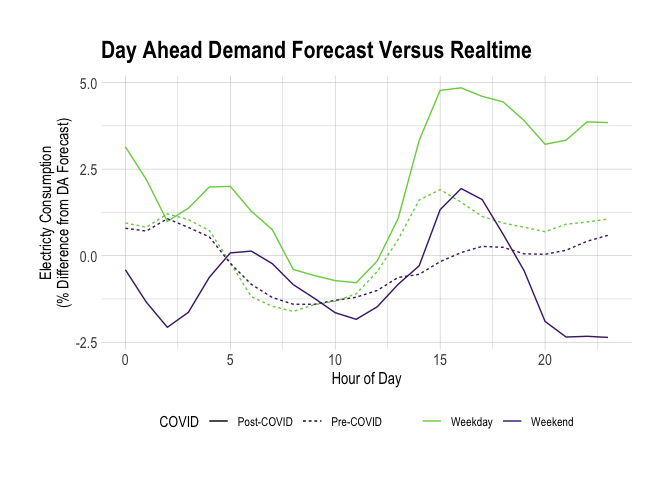 Day Ahead Demand Forecast Versus Realtime
Electricty Consumption
(% Difference from DA Forecast)
5.0
2.5
0.0
-2.5
0 5 10 15 20
Hour of Day
COVID Post-COVID Pre-COVID Weekday Weekend